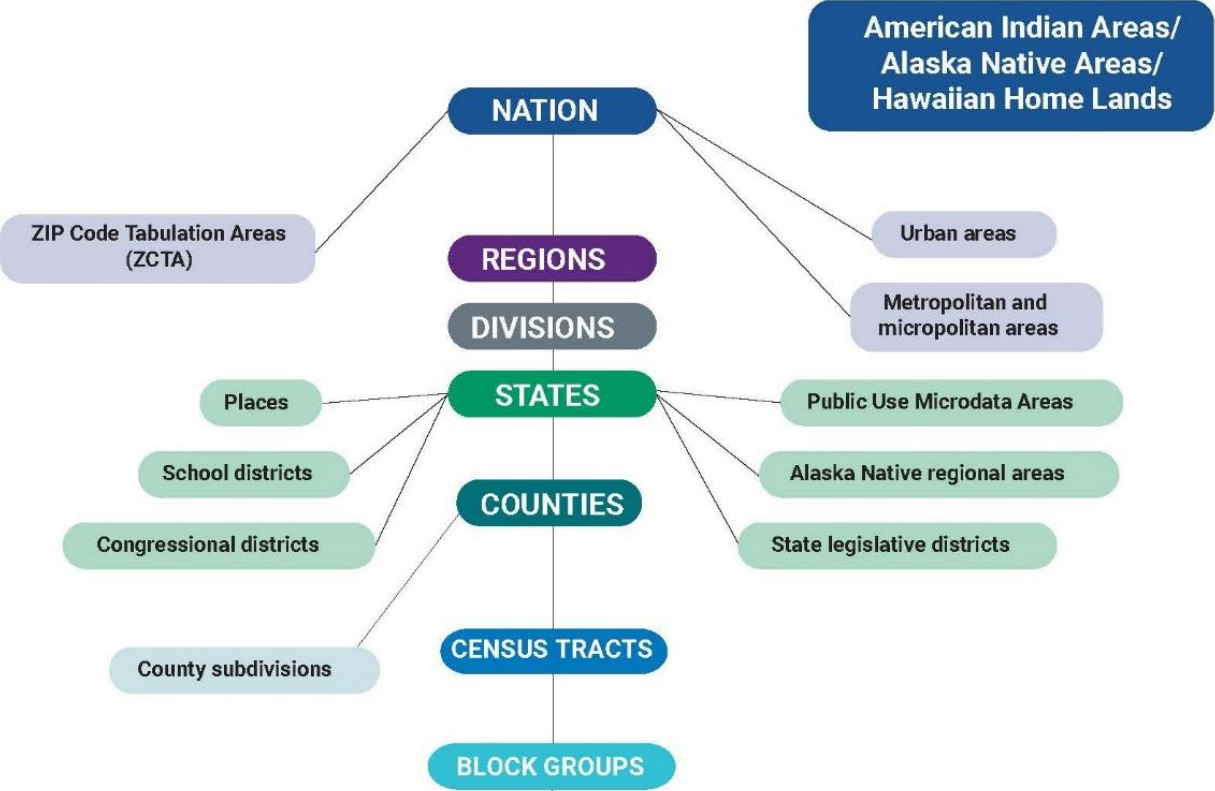 American Indian Areas/
Alaska Native Areas/
Hawaiian Home Lands
NATION
ZIP Code Tabulation Areas
(ZCTA)
Urban areas
REGIONS
Metropolitan and
micropolitan areas
DIVISIONS
STATES
Places
Public Use Microdata Areas
School districts
Alaska Native regional areas
COUNTIES
Congressional districts
State legislative districts
CENSUS TRACTS
County subdivisions
BLOCK GROUPS